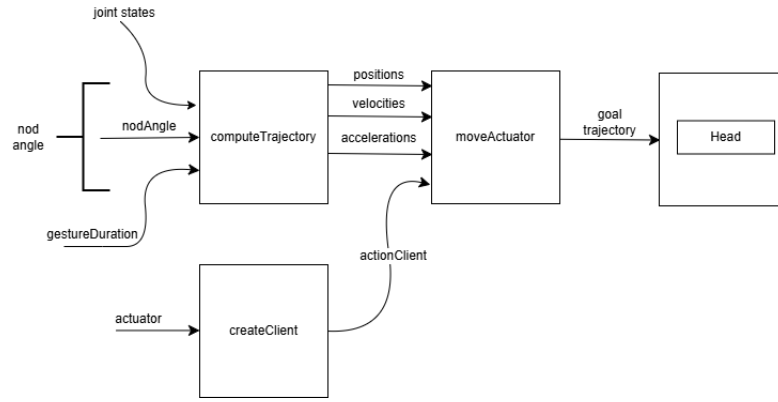 joint states
nod
angle
nodAngle
gestureDuration
computeTrajectory
positions
velocities
accelerations
moveActuator
goal
trajectory
Head
actionClient
actuator
createClient